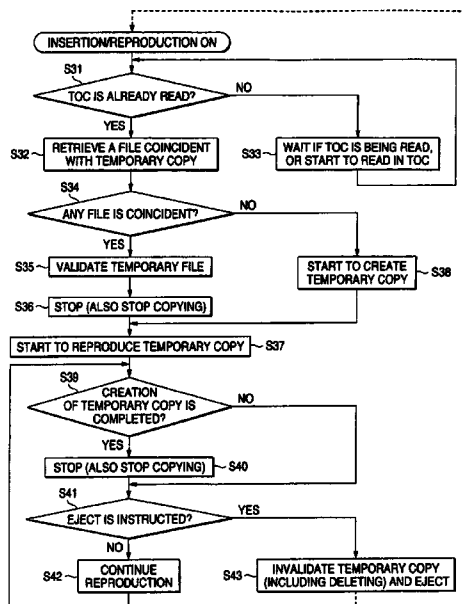 INSERTION/REPRODUCTION ON
S31
TOC IS ALREADY READ?
NO
YES
S32
RETRIEVE A FILE COINCIDENT
WITH TEMPORARY COPY
S33
WAIT IF TOC IS BEING READ,
OR START TO READ IN TOC
S34
ANY FILE IS COINCIDENT?
NO
YES
S35
VALIDATE TEMPORARY FILE
START TO CREATE
TEMPORARY COPY
S38
S36
STOP (ALSO STOP COPYING)
START TO REPRODUCE TEMPORARY COPY
S37
S39
CREATION
OF TEMPORARY COPY IS
COMPLETED?
NO
YES
STOP (ALSO STOP COPYING)
S40
S41
EJECT IS INSTRUCTED?
YES
NO
S42
CONTINUE
REPRODUCTION
S43
INVALIDATE TEMPORARY COPY
(INCLUDING DELETING) AND EJECT